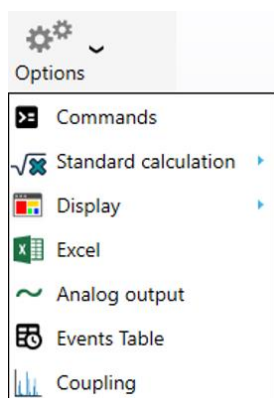 Options
Commands
Standard calculation
Display
Excel
Analog output
Events Table
Coupling